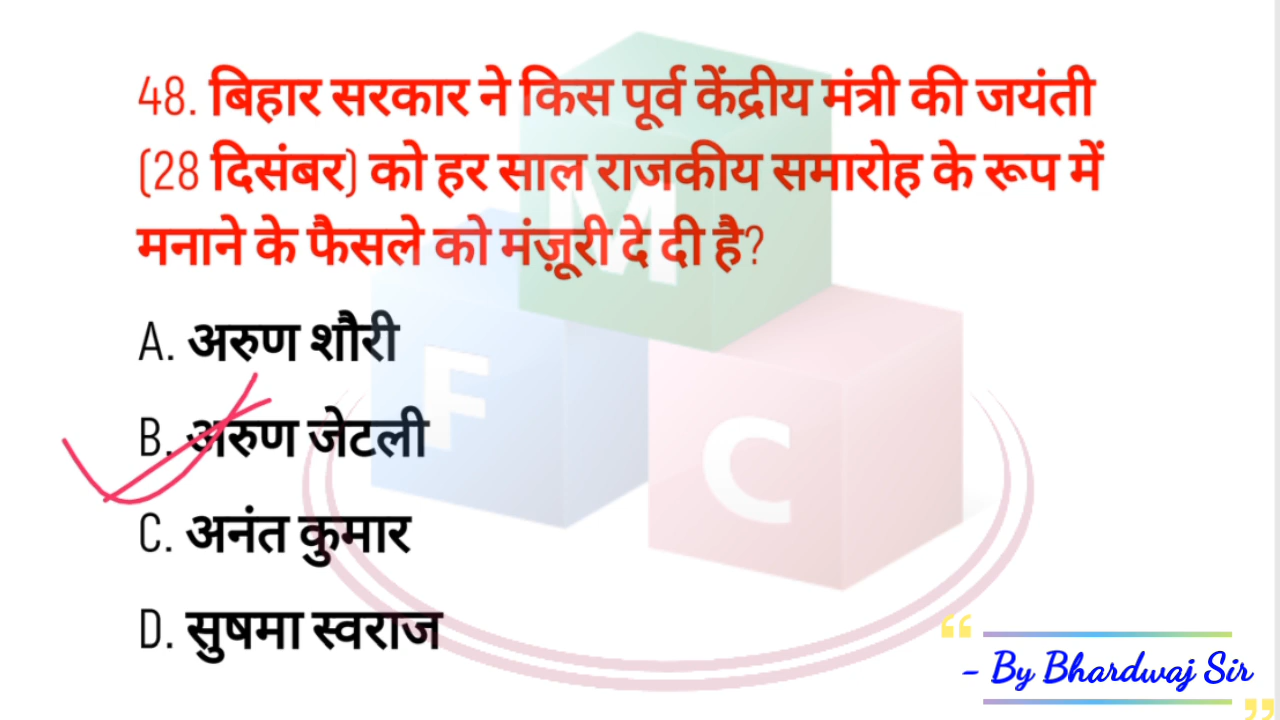 48. बिहार सरकार ने किस पूर्व केंद्रीय मंत्री की जयंती
(28 दिसंबर) को हर साल राजकीय समारोह के रूप में
मनाने के फैसले को मंज़ूरी दे दी है?
A. अरुण शौरी
B. अरुण जेटली
C. अनंत कुमार
D. सुषमा स्वराज
M
F
C
“
- By Bhardwaj Sir
”